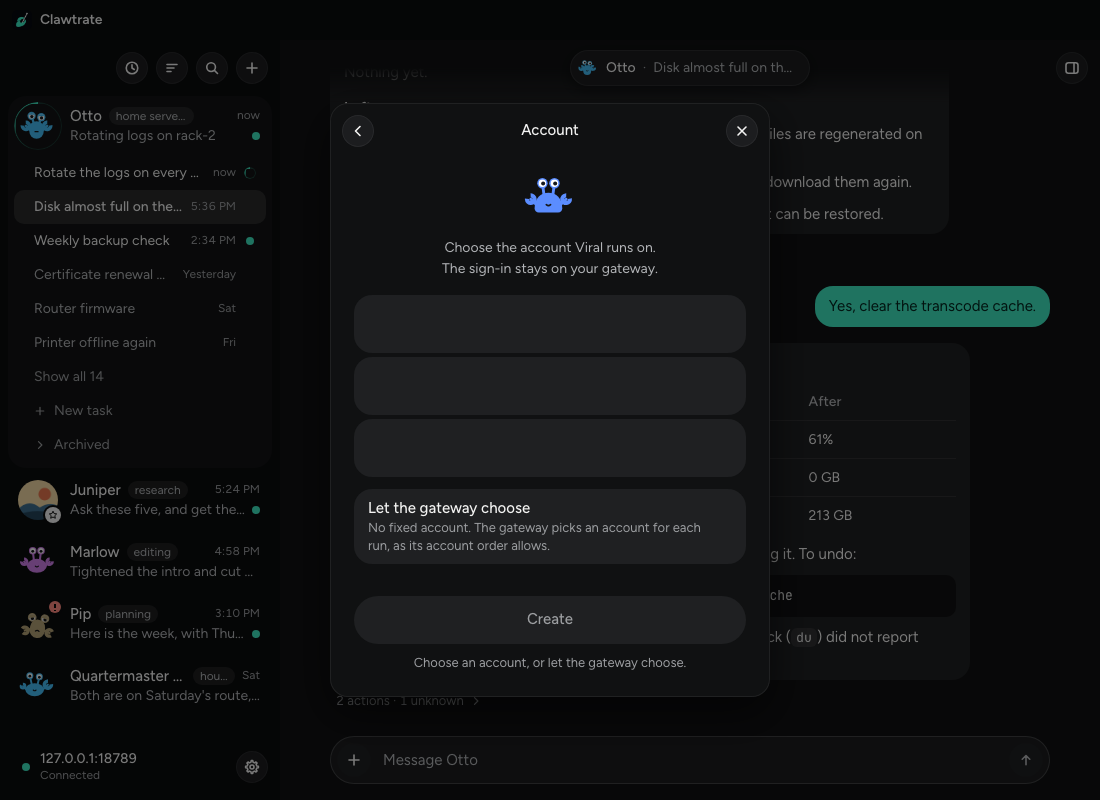 Clawtrate
Nothing yet.
Otto · Disk almost full on th...
Otto home serve... now
Rotating logs on rack-2
Rotate the logs on every ... now
Disk almost full on the... 5:36 PM
Weekly backup check 2:34 PM
Certificate renewal ... Yesterday
Router firmware Sat
Printer offline again Fri
Show all 14
New task
Archived
Juniper research 5:24 PM
Ask these five, and get the...
Marlow editing 4:58 PM
Tightened the intro and cut ...
Pip planning 3:10 PM
Here is the week, with Thu...
Quartermaster ... hou... Sat
Both are on Saturday's route,...
127.0.0.1:18789
Connected
Account
Choose the account Viral runs on.
The sign-in stays on your gateway.
Let the gateway choose
No fixed account. The gateway picks an account for each
run, as its account order allows.
Create
Choose an account, or let the gateway choose.
are regenerated on
download them again.
can be restored.
Yes, clear the transcode cache.
After
61%
0 GB
213 GB
it. To undo:
(du) did not report
2 actions · 1 unknown
Message Otto